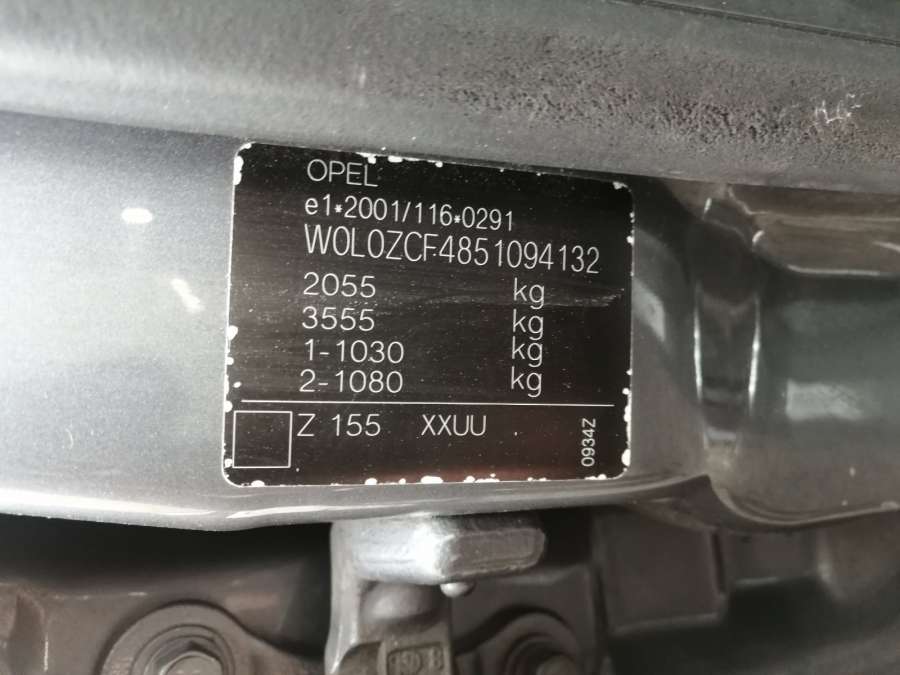 OPEL
e1*2001/116*0291
W0L0ZCF4851094132
2055 kg
3555 kg
1-1030 kg
2-1080 kg
Z 155 XXUU
0934Z